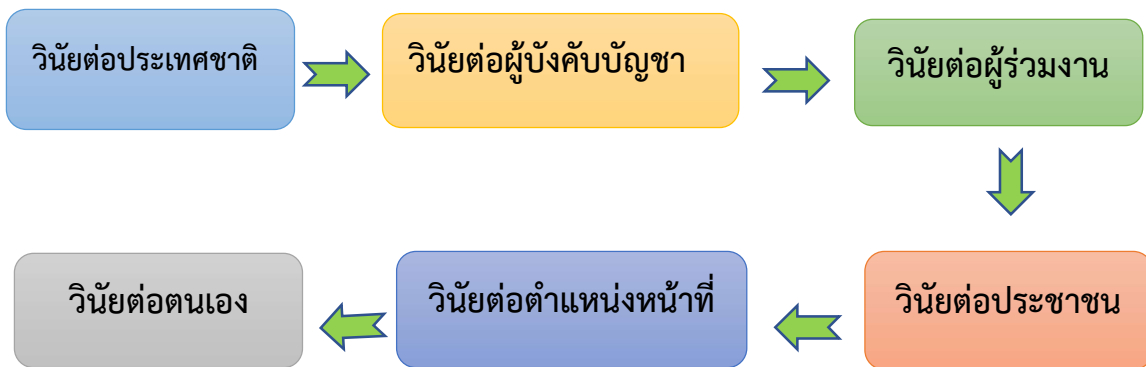 วินัยต่อประเทศชาติ
วินัยต่อผู้บังคับบัญชา
วินัยต่อผู้ร่วมงาน
วินัยต่อประชาชน
วินัยต่อตำแหน่งหน้าที่
วินัยต่อตนเอง